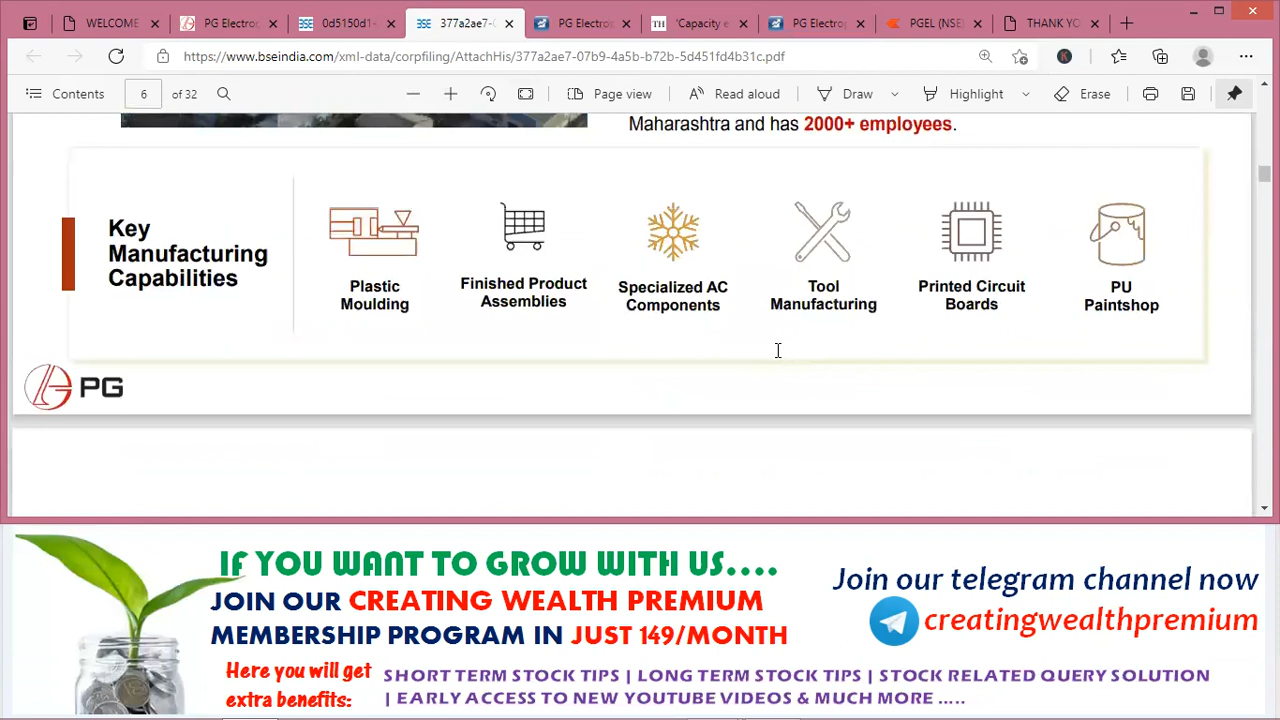 WELCOME
PG Electro
0d5150d1-
377a2ae7-
PG Electro
TH
'Capacity e
PG Electro
PGEL (NSE
THANK YO
https://www.bseindia.com/xml-data/corpfiling/AttachHis/377a2ae7-07b9-4a5b-b72b-5d451fd4b31c.pdf
K
Contents
6
of 32
Page view
Read aloud
Draw
Highlight
Erase
Maharashtra and has 2000+ employees.
Key
Manufacturing
Capabilities
Plastic
Moulding
Finished Product
Assemblies
Specialized AC
Components
Tool
Manufacturing
Printed Circuit
Boards
PU
Paintshop
PG
IF YOU WANT TO GROW WITH US....
JOIN OUR CREATING WEALTH PREMIUM
MEMBERSHIP PROGRAM IN JUST 149/MONTH
Join our telegram channel now
creatingwealthpremium
Here you will get
extra benefits:
SHORT TERM STOCK TIPS | LONG TERM STOCK TIPS | STOCK RELATED QUERY SOLUTION
| EARLY ACCESS TO NEW YOUTUBE VIDEOS & MUCH MORE .....